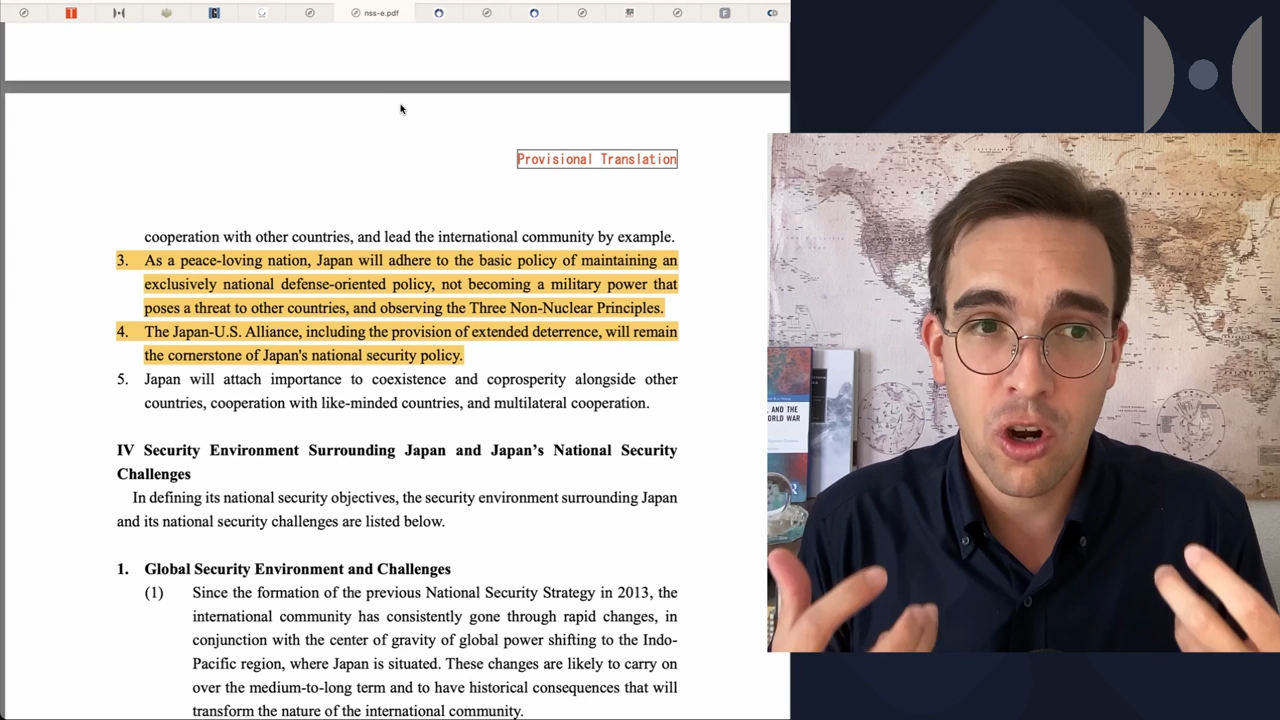 nss-e.pdf
Provisional Translation
cooperation with other countries, and lead the international community by example.
3. As a peace-loving nation, Japan will adhere to the basic policy of maintaining an
exclusively national defense-oriented policy, not becoming a military power that
poses a threat to other countries, and observing the Three Non-Nuclear Principles.
4. The Japan-U.S. Alliance, including the provision of extended deterrence, will remain
the cornerstone of Japan's national security policy.
5. Japan will attach importance to coexistence and coprosperity alongside other
countries, cooperation with like-minded countries, and multilateral cooperation.
IV Security Environment Surrounding Japan and Japan’s National Security
Challenges
In defining its national security objectives, the security environment surrounding Japan
and its national security challenges are listed below.
1. Global Security Environment and Challenges
(1) Since the formation of the previous National Security Strategy in 2013, the
international community has consistently gone through rapid changes, in
conjunction with the center of gravity of global power shifting to the Indo-
Pacific region, where Japan is situated. These changes are likely to carry on
over the medium-to-long term and to have historical consequences that will
transform the nature of the international community.
AND THE
WORLD WAR